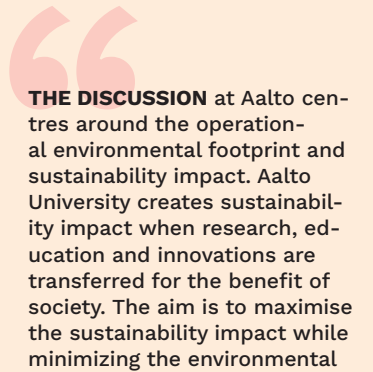 THE DISCUSSION at Aalto cen-
tres around the operation-
al environmental footprint and
sustainability impact. Aalto
University creates sustainabil-
ity impact when research, ed-
ucation and innovations are
transferred for the benefit of
society. The aim is to maximise
the sustainability impact while
minimizing the environmental